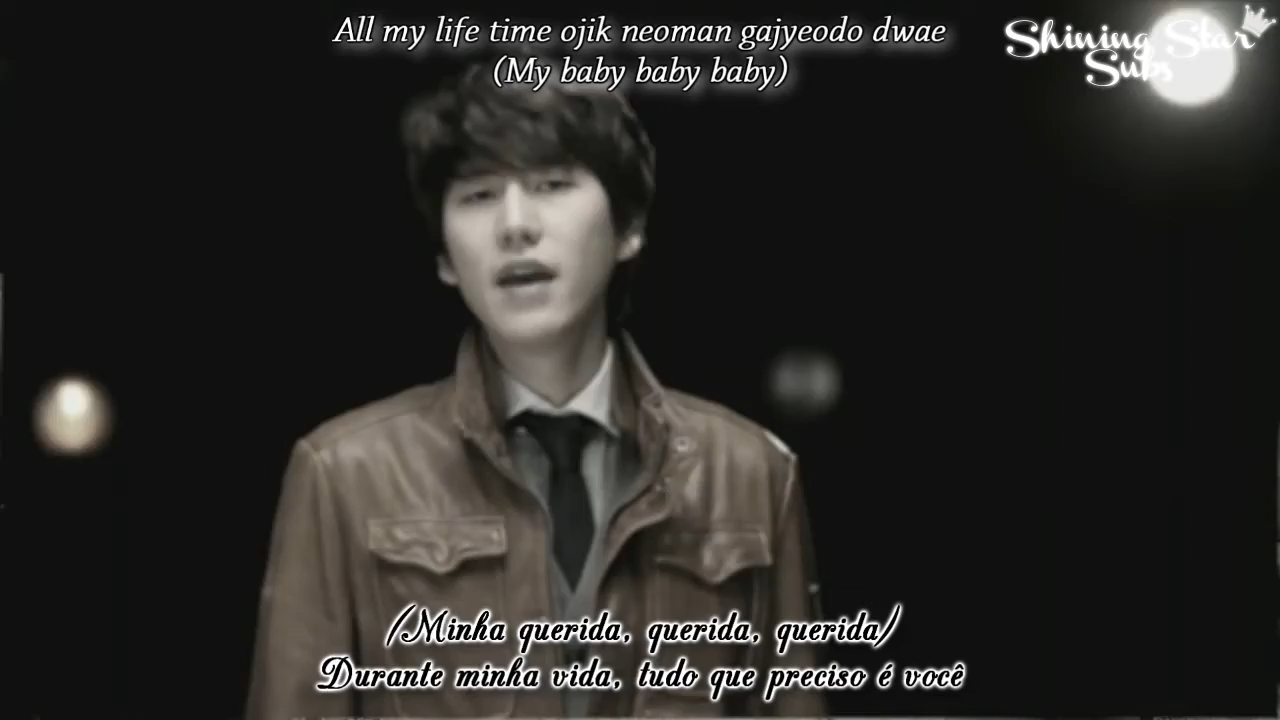 All my life time ojik neoman gajyeodo dwae
(My baby baby baby)
Shining Star
Subs
(Minha querida, querida, querida)
Durante minha vida, tudo que preciso é você